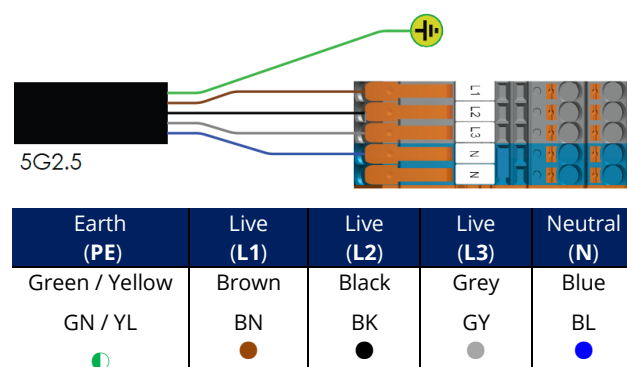 L1
L2
L3
N
N
5G2.5
Earth Live Live Live Neutral
(PE) (L1) (L2) (L3) (N)
Green / Yellow Brown Black Grey Blue
GN / YL BN BK GY BL